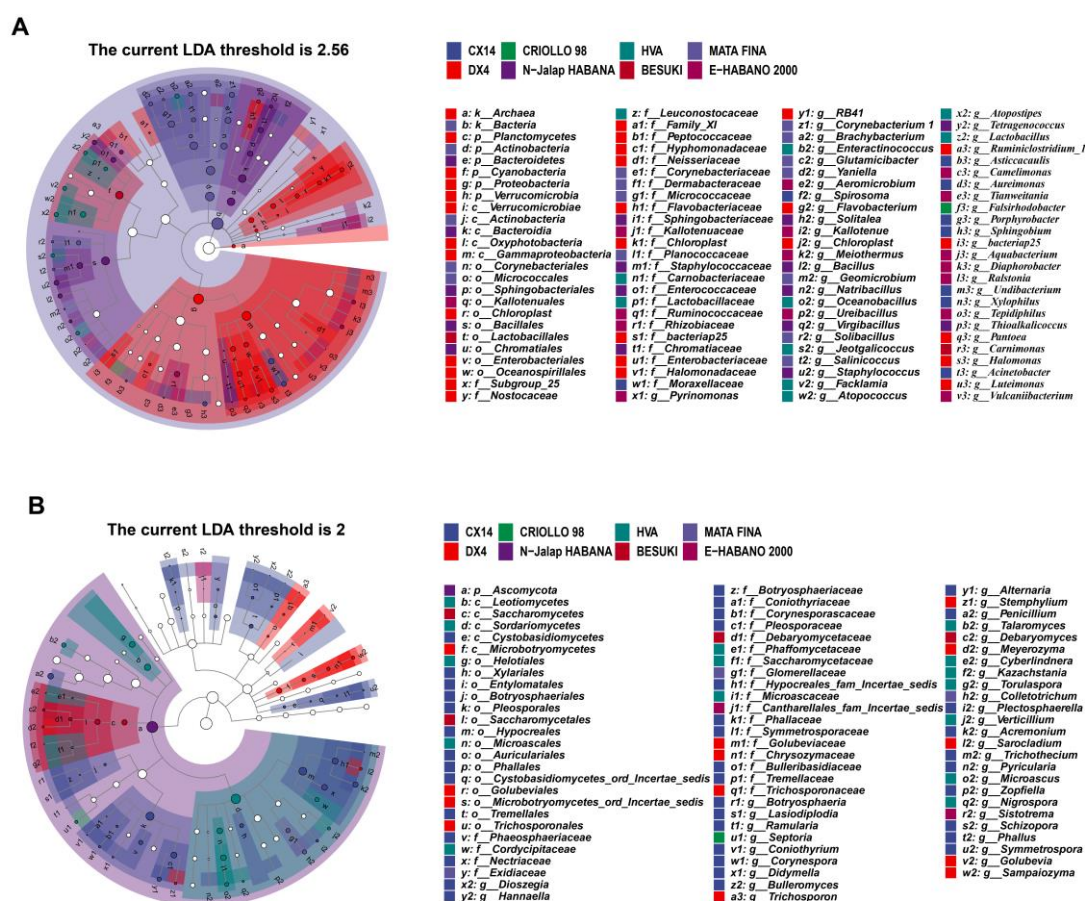 A
The current LDA threshold is 2.56
CX14 CRIOLLO 98 HVA MATA FINA
DX4 N-Jalap HABANA BESUKI E-HABANO 2000
a: k__Archaea
b: k__Bacteria
c: p__Planctomycetes
d: p__Actinobacteria
e: p__Bacteroidetes
f: p__Cyanobacteria
g: p__Proteobacteria
h: p__Verrucomicrobia
i: c__Verrucomicrobiae
j: c__Actinobacteria
k: c__Bacteroidia
l: c__Oxyphotobacteria
m: c__Gammaproteobacteria
n: o__Corynebacteriales
o: o__Micrococcales
p: o__Sphingobacteriales
q: o__Kallotenuales
r: o__Chloroplast
s: o__Bacillales
t: o__Lactobacillales
u: o__Chromatiales
v: o__Enterobacteriales
w: o__Oceanospirillales
x: f__Subgroup_25
y: f__Nostocaceae
z: f__Leuconostocaceae
a1: f__Family_XI
b1: f__Peptococcaceae
c1: f__Hyphomonadaceae
d1: f__Neisseriaceae
e1: f__Corynebacteriaceae
f1: f__Dermabacteraceae
g1: f__Micrococcaceae
h1: f__Flavobacteriaceae
i1: f__Sphingobacteriaceae
j1: f__Kallotenuaceae
k1: f__Chloroplast
l1: f__Planococcaceae
m1: f__Staphylococcaceae
n1: f__Carnobacteriaceae
o1: f__Enterococcaceae
p1: f__Lactobacillaceae
q1: f__Ruminococcaceae
r1: f__Rhizobiaceae
s1: f__bacteriap25
t1: f__Chromatiaceae
u1: f__Enterobacteriaceae
v1: f__Halomonadaceae
w1: f__Moraxellaceae
x1: g__Pyrinomonas
y1: g__RB41
z1: g__Corynebacterium 1
a2: g__Brachybacterium
b2: g__Enteractinococcus
c2: g__Glutamicibacter
d2: g__Yaniella
e2: g__Aeromicrobium
f2: g__Spirosoma
g2: g__Flavobacterium
h2: g__Solitalea
i2: g__Kallotenue
j2: g__Chloroplast
k2: g__Meiothermus
l2: g__Bacillus
m2: g__Geomicrobium
n2: g__Natribacillus
o2: g__Oceanobacillus
p2: g__Ureibacillus
q2: g__Virgibacillus
r2: g__Solibacillus
s2: g__Jeotgalicoccus
t2: g__Salinicoccus
u2: g__Staphylococcus
v2: g__Facklamia
w2: g__Atopococcus
x2: g__Atopostipes
y2: g__Tetragenococcus
z2: g__Lactobacillus
a3: g__Ruminiclostridium_1
b3: g__Asticcacaulis
c3: g__Camelimonas
d3: g__Aureimonas
e3: g__Tianweitania
f3: g__Falsirhodobacter
g3: g__Porphyrobacter
h3: g__Sphingobium
i3: g__bacteriap25
j3: g__Aquabacterium
k3: g__Diaphorobacter
l3: g__Ralstonia
m3: g__Undibacterium
n3: g__Xylophilus
o3: g__Tepidiphilus
p3: g__Thioalkalicoccus
q3: g__Pantoea
r3: g__Carnimonas
s3: g__Halomonas
t3: g__Acinetobacter
u3: g__Luteimonas
v3: g__Vulcaniibacterium
B
The current LDA threshold is 2
CX14 CRIOLLO 98 HVA MATA FINA
DX4 N-Jalap HABANA BESUKI E-HABANO 2000
a: p__Ascomycota
b: c__Leotiomycetes
c: c__Saccharomycetes
d: c__Sordariomycetes
e: c__Cystobasidiomycetes
f: c__Microbotryomycetes
g: o__Helotiales
h: o__Xylariales
i: o__Entylomatales
j: o__Botryosphaeriales
k: o__Pleosporales
l: o__Saccharomycetales
m: o__Hypocreales
n: o__Microascales
o: o__Auriculariales
p: o__Phallales
q: o__Cystobasidiomycetes_ord_Incertae_sedis
r: o__Golubeviales
s: o__Microbotryomycetes_ord_Incertae_sedis
t: o__Tremellales
u: o__Trichosporonales
v: f__Phaeosphaeriaceae
w: f__Cordycipitaceae
x: f__Nectriaceae
y: f__Exidiaceae
x2: g__Dioszegia
y2: g__Hannaella
z: f__Botryosphaeriaceae
a1: f__Coniothyriaceae
b1: f__Corynesporascaceae
c1: f__Pleosporaceae
d1: f__Debaryomycetaceae
e1: f__Phaffomycetaceae
f1: f__Saccharomycetaceae
g1: f__Glomerellaceae
h1: f__Hypocreales_fam_Incertae_sedis
i1: f__Microascaceae
j1: f__Cantharellales_fam_Incertae_sedis
k1: f__Phallaceae
l1: f__Symmetrosporaceae
m1: f__Golubeviaceae
n1: f__Chrysozymaceae
o1: f__Bulleribasidiaceae
p1: f__Tremellaceae
q1: f__Trichosporonaceae
r1: g__Botryosphaeria
s1: g__Lasiodiplodia
t1: g__Ramularia
u1: g__Septoria
v1: g__Coniothyrium
w1: g__Corynespora
x1: g__Didymella
z2: g__Bulleromyces
a3: g__Trichosporon
y1: g__Alternaria
z1: g__Stemphylium
a2: g__Penicillium
b2: g__Talaromyces
c2: g__Debaryomyces
d2: g__Meyerozyma
e2: g__Cyberlindnera
f2: g__Kazachstania
g2: g__Torulaspora
h2: g__Colletotrichum
i2: g__Plectosphaerella
j2: g__Verticillium
k2: g__Acremonium
l2: g__Sarocladium
m2: g__Trichothecium
n2: g__Pyricularia
o2: g__Microascus
p2: g__Zopfiella
q2: g__Nigrospora
r2: g__Sistotrema
s2: g__Schizopora
t2: g__Phallus
u2: g__Symmetrospora
v2: g__Golubevia
w2: g__Sampaiozyma